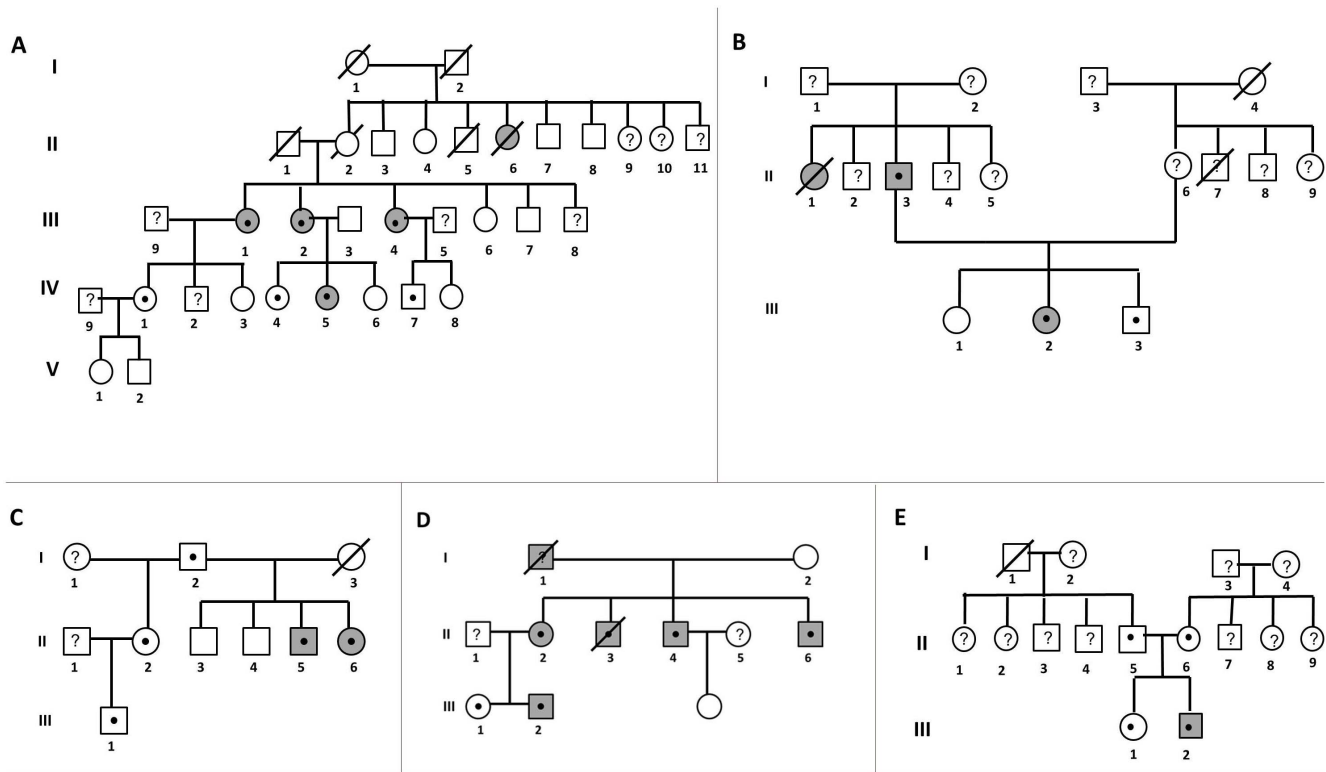 A
I
1 2
II
? ? ?
1 2 3 4 5 6 7 8 9 10 11
III
? ? ?
9 1 2 3 4 5 6 7 8
IV
? ?
9 1 2 3 4 5 6 7 8
V
1 2
B
I
? ? ?
1 2 3 4
II
? ? ? ? ? ? ?
1 2 3 4 5 6 7 8 9
III
1 2 3
C
I
?
1 2 3
II
?
1 2 3 4 5 6
III
1
D
I
?
1 2
II
? ?
1 2 3 4 5 6
III
1 2
E
I
? ? ?
1 2 3 4
II
? ? ? ? ? ? ?
1 2 3 4 5 6 7 8 9
III
1 2